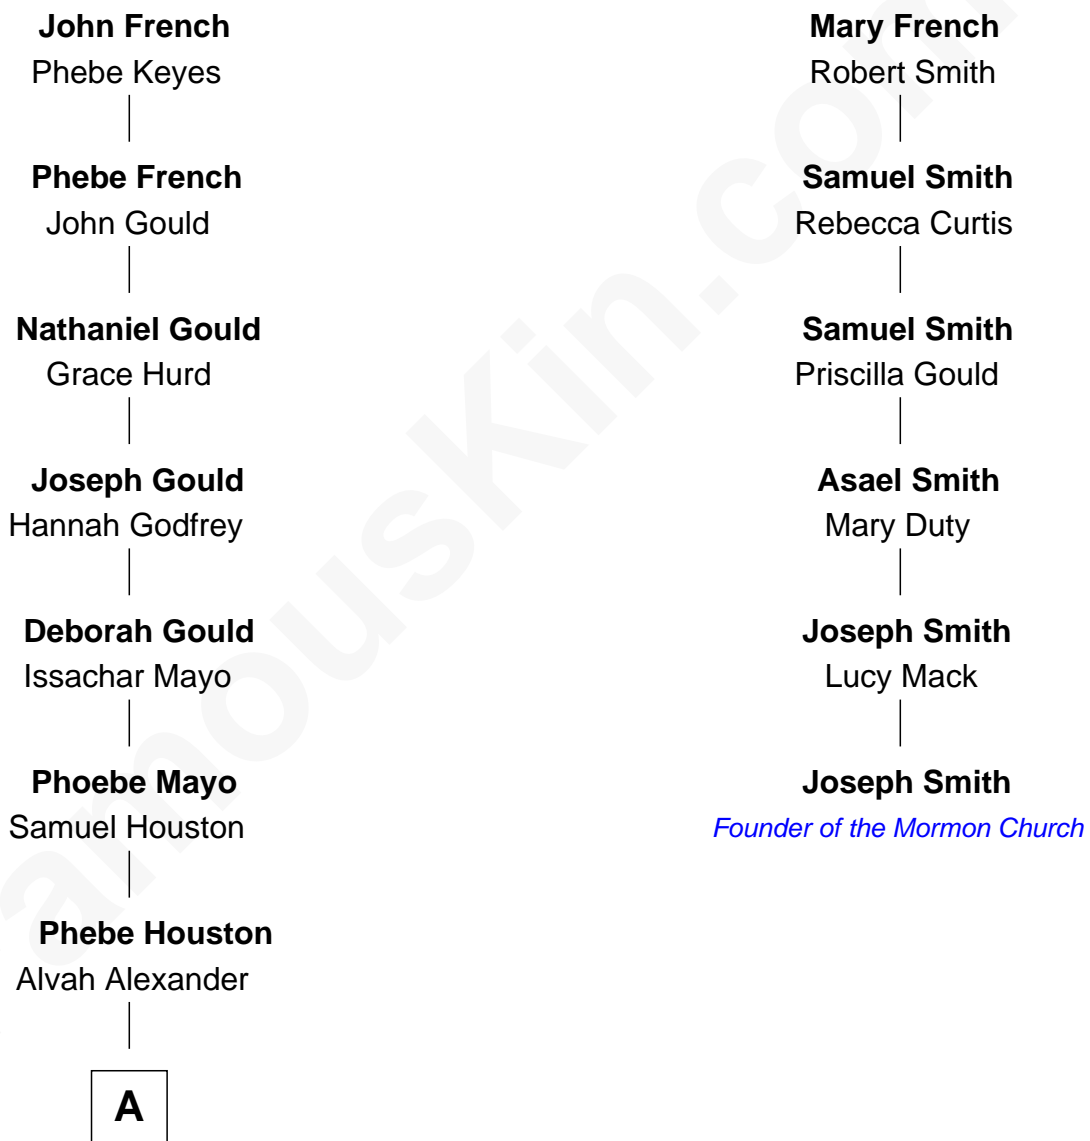 John French
Phebe Keyes
Phebe French
John Gould
Nathaniel Gould
Grace Hurd
Joseph Gould
Hannah Godfrey
Deborah Gould
Issachar Mayo
Phoebe Mayo
Samuel Houston
Phebe Houston
Alvah Alexander
A
Mary French
Robert Smith
Samuel Smith
Rebecca Curtis
Samuel Smith
Priscilla Gould
Asael Smith
Mary Duty
Joseph Smith
Lucy Mack
Joseph Smith
Founder of the Mormon Church
amouskin.com